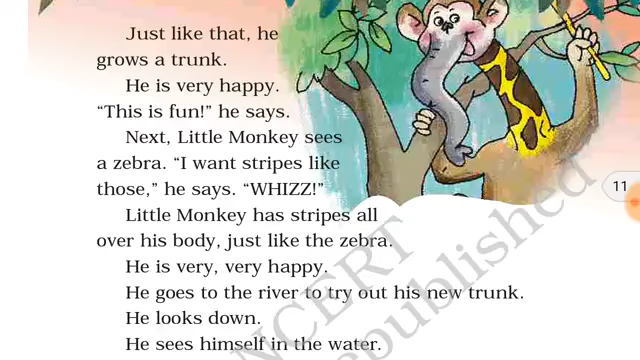 Just like that, he
grows a trunk.
He is very happy.
“This is fun!” he says.
Next, Little Monkey sees
a zebra. “I want stripes like
those,” he says. “WHIZZ!”
11
Little Monkey has stripes all
over his body, just like the zebra.
He is very, very happy.
He goes to the river to try out his new trunk.
He looks down.
He sees himself in the water.
NCERT
republished